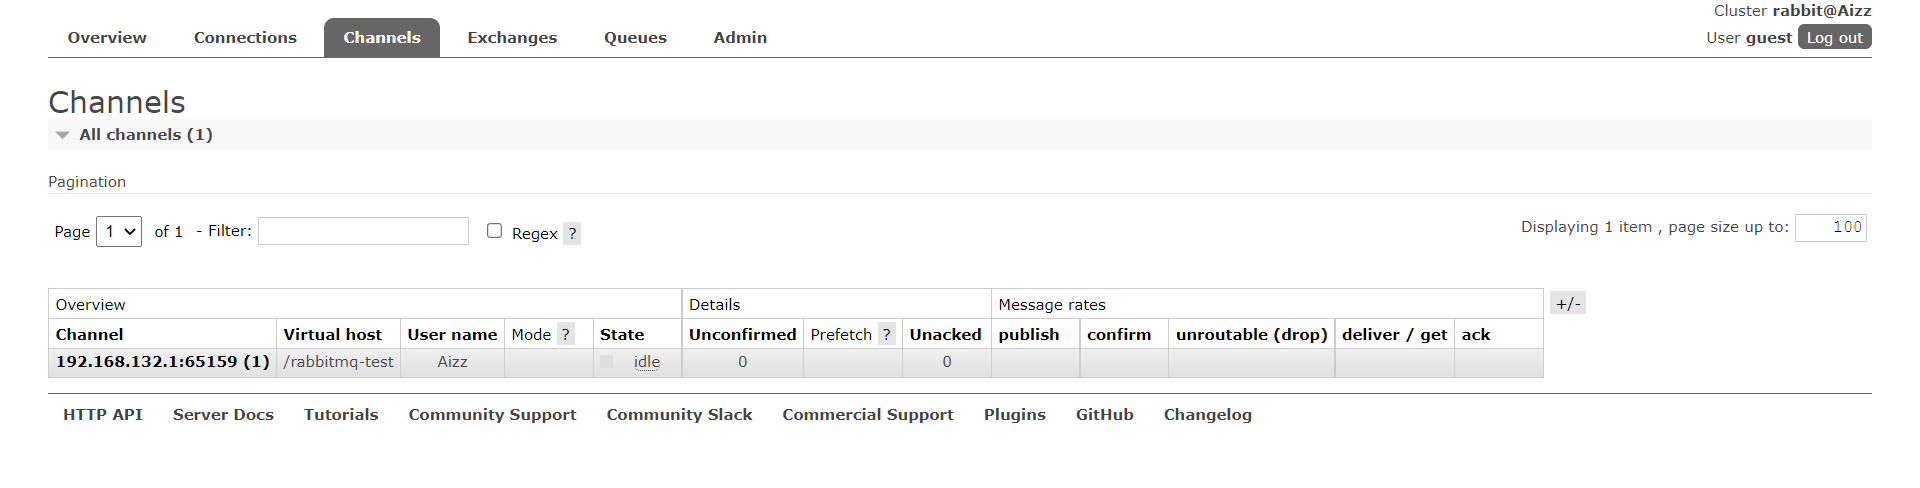 Cluster rabbit@Aizz
Overview Connections Channels Exchanges Queues Admin
User guest Log out
Channels
All channels (1)
Pagination
Page 1 of 1 - Filter: Regex ?
Displaying 1 item , page size up to: 100
Overview Details Message rates +/-
Channel Virtual host User name Mode ? State Unconfirmed Prefetch ? Unacked publish confirm unroutable (drop) deliver / get ack
192.168.132.1:65159 (1) /rabbitmq-test Aizz idle 0 0
HTTP API Server Docs Tutorials Community Support Community Slack Commercial Support Plugins GitHub Changelog